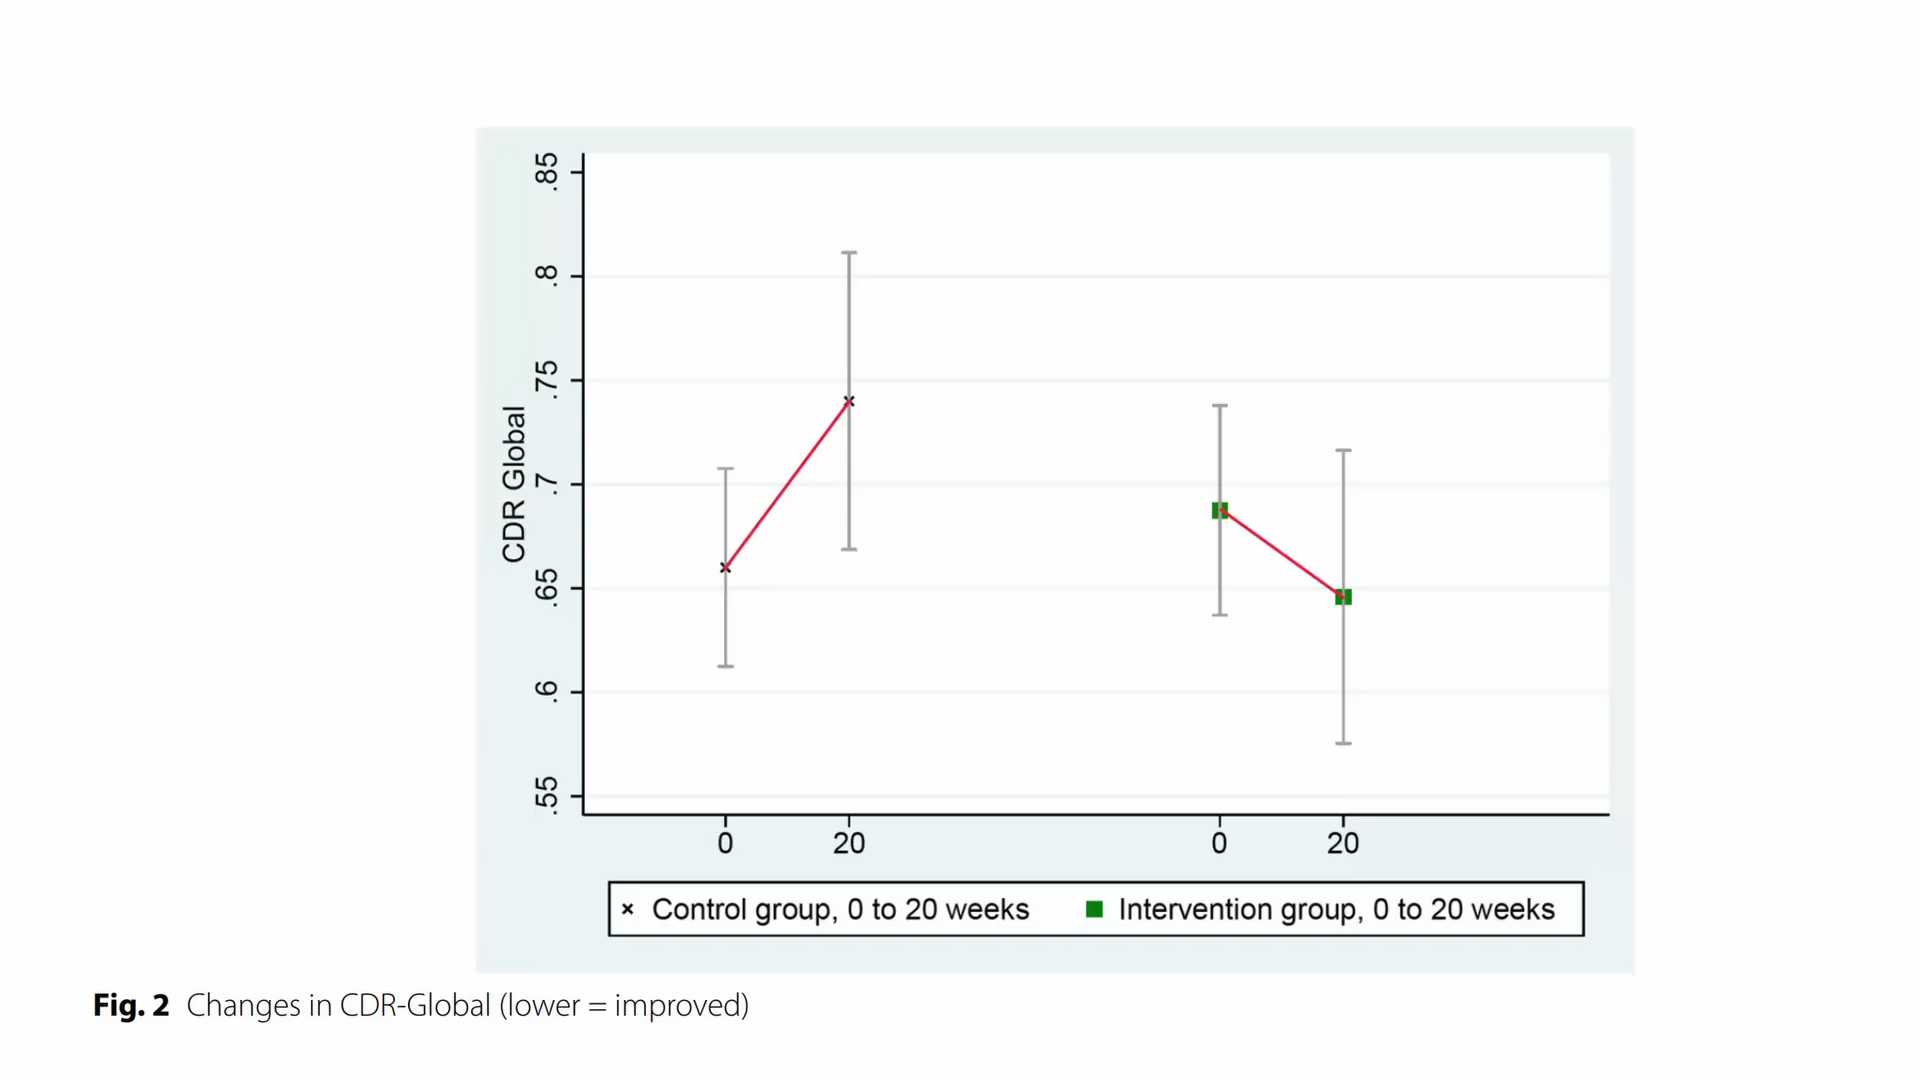 .85
.8
.75
.7
.65
.6
.55
CDR Global
0 20 0 20
× Control group, 0 to 20 weeks Intervention group, 0 to 20 weeks
Fig. 2 Changes in CDR-Global (lower = improved)